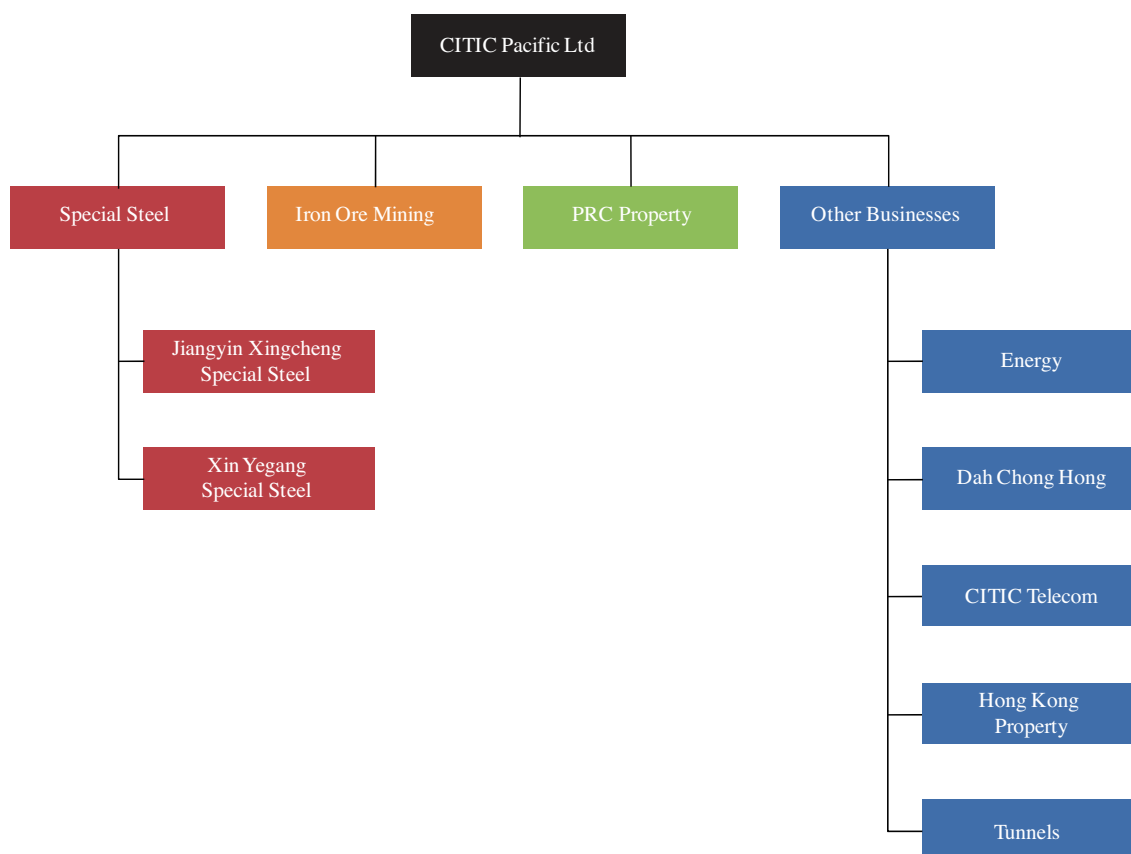 CITIC Pacific Ltd
Special Steel
Iron Ore Mining
PRC Property
Other Businesses
Jiangyin Xingcheng
Special Steel
Xin Yegang
Special Steel
Energy
Dah Chong Hong
CITIC Telecom
Hong Kong
Property
Tunnels